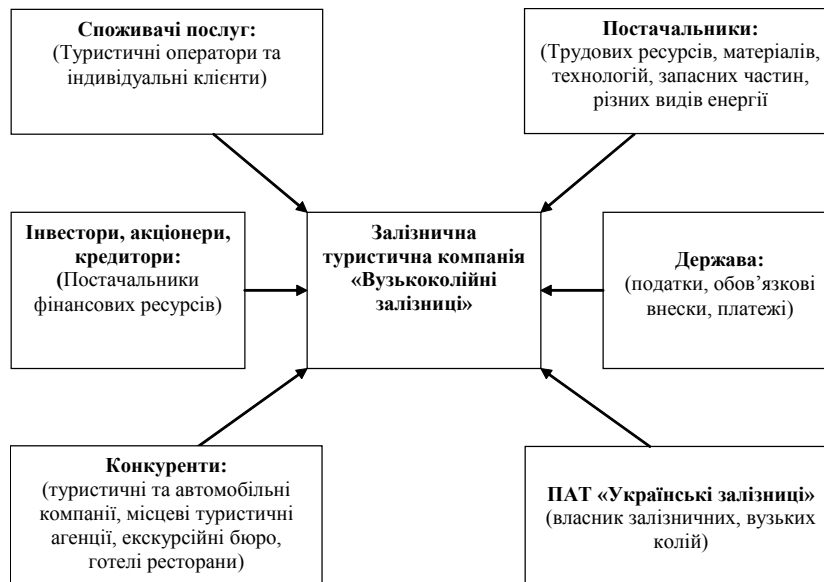 Споживачі послуг:
(Туристичні оператори та
індивідуальні клієнти)
Постачальники:
(Трудових ресурсів, матеріалів,
технологій, запасних частин,
різних видів енергії
Інвестори, акціонери,
кредитори:
(Постачальники
фінансових ресурсів)
Залізнична
туристична компанія
«Вузькоколійні
залізниці»
Держава:
(податки, обов’язкові
внески, платежі)
Конкуренти:
(туристичні та автомобільні
компанії, місцеві туристичні
агенції, екскурсійні бюро,
готелі ресторани)
ПАТ «Українські залізниці»
(власник залізничних, вузьких
колій)